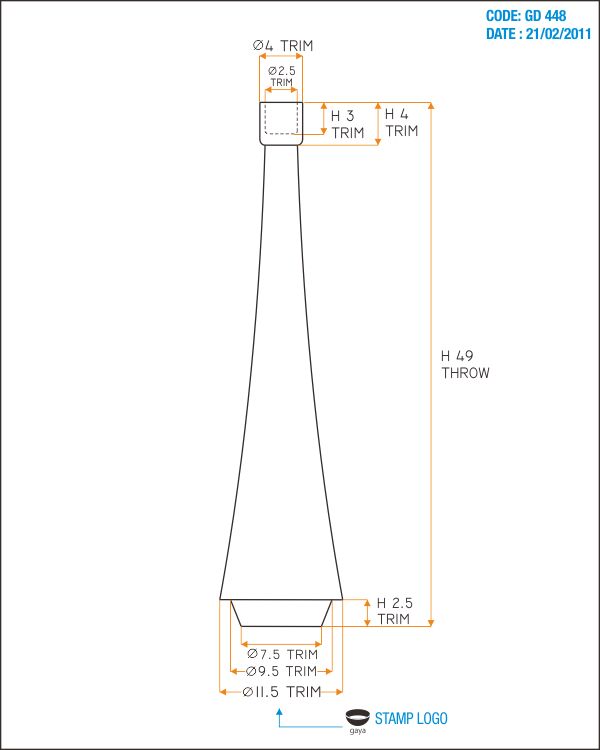 CODE: GD 448
DATE : 21/02/2011
Ø4 TRIM
Ø2.5
TRIM
H 3
TRIM
H 4
TRIM
H 49
THROW
H 2.5
TRIM
Ø7.5 TRIM
Ø9.5 TRIM
Ø11.5 TRIM
STAMP LOGO
gaya